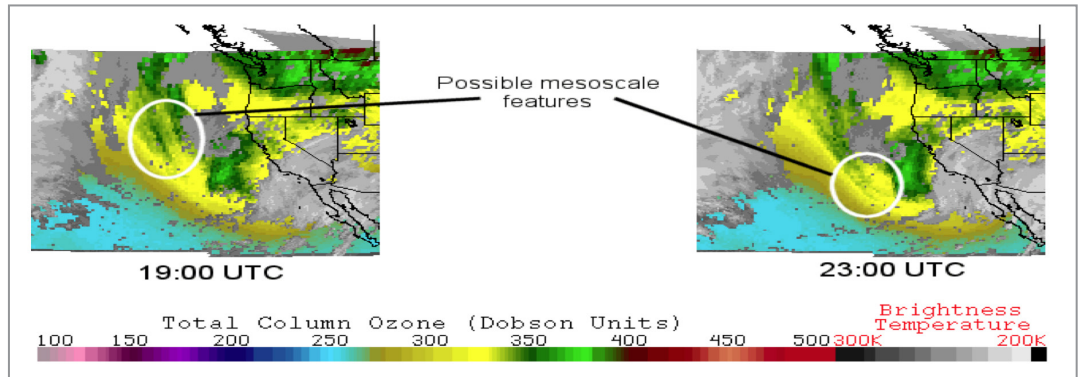 Possible mesoscale
features
19:00 UTC
23:00 UTC
Total Column Ozone (Dobson Units)
Brightness
Temperature
100 150 200 250 300 350 400 450 500 300K 200K